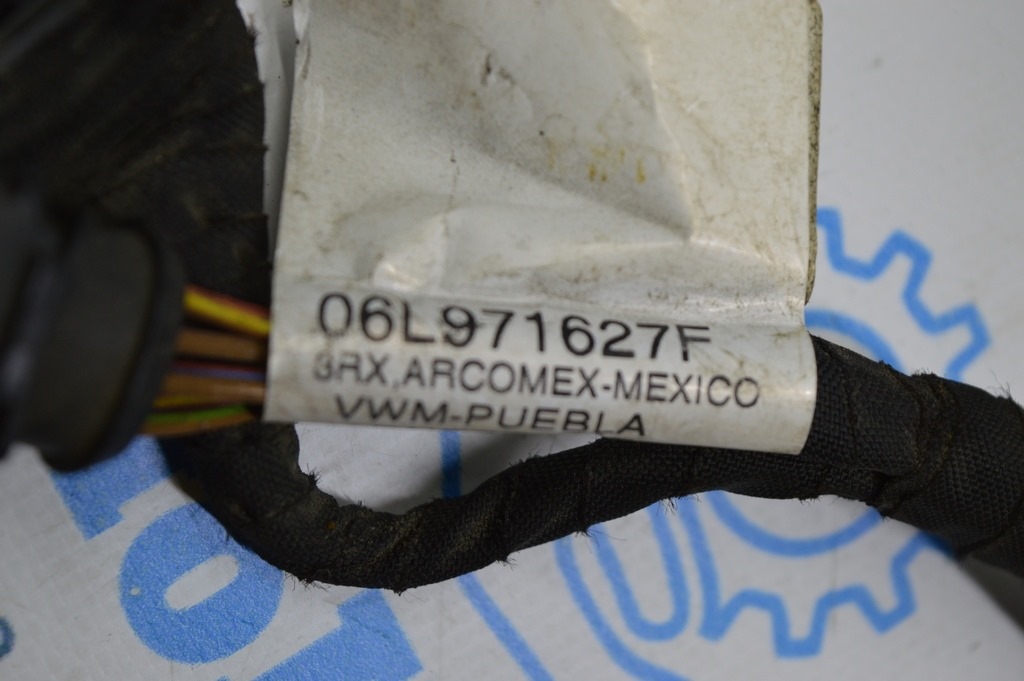 06L971627F
3RX,ARCOMEX-MEXICO
VWM-PUEBLA